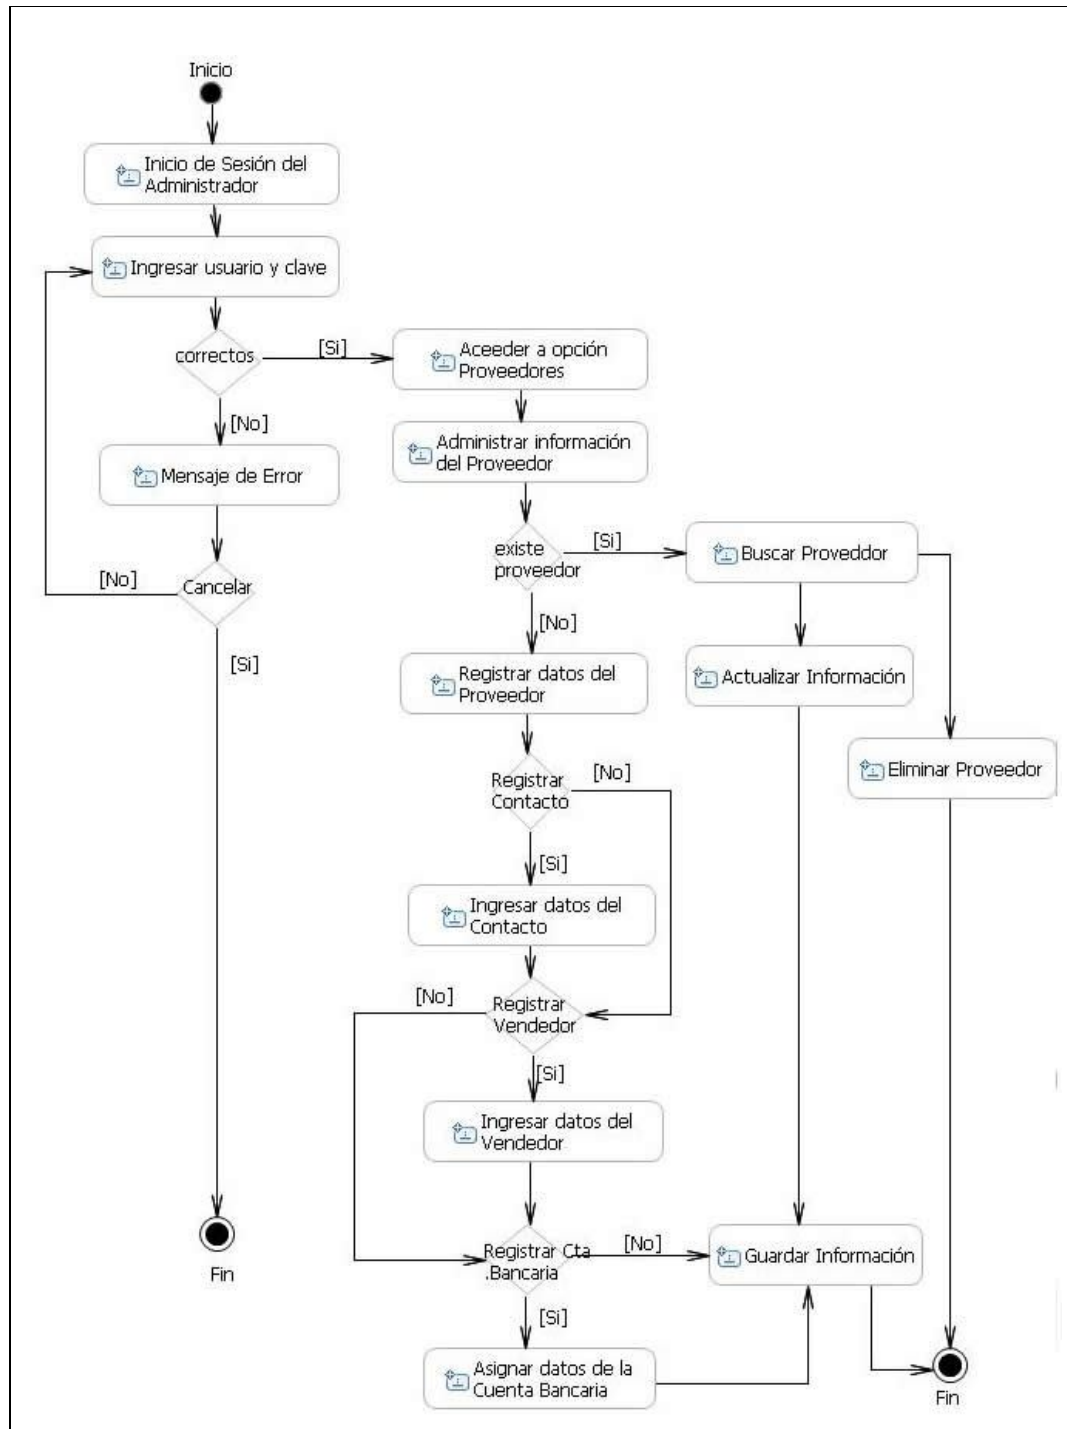 Inicio
Inicio de Sesión del
Administrador
Ingresar usuario y clave
correctos
[Si]
Aceeder a opción
Proveedores
[No]
Administrar información
del Proveedor
Mensaje de Error
existe
proveedor
[Si]
Buscar Proveddor
[No]
Cancelar
[No]
[Si]
Registrar datos del
Proveedor
Actualizar Información
Registrar
Contacto
[No]
Eliminar Proveedor
[Si]
Ingresar datos del
Contacto
[No]
Registrar
Vendedor
[Si]
Ingresar datos del
Vendedor
Registrar Cta
.Bancaria
[No]
Guardar Información
Fin
[Si]
Asignar datos de la
Cuenta Bancaria
Fin